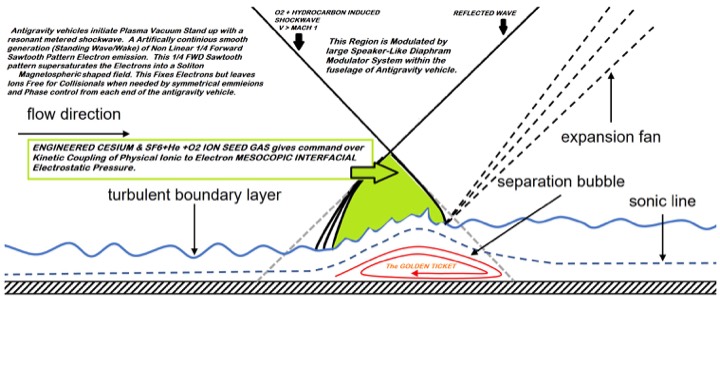 Antigravity vehicles initiate Plasma Vacuum Stand up with a
resonant metered shockwave. A Artifically continious smooth
generation (Standing Wave/Wake) of Non Linear 1/4 Forward
Sawtooth Pattern Electron emission. This 1/4 FWD Sawtooth
pattern supersaturates the Electrons into a Soliton
Magnetospheric shaped field. This Fixes Electrons but leaves
Ions Free for Collisionals when needed by symmetrical emmieions
and Phase control from each end of the antigravity vehicle.
O2 + HYDROCARBON INDUCED
SHOCKWAVE
V > MACH 1
REFLECTED WAVE
This Region is Modulated by
large Speaker-Like Diaphram
Modulator System within the
fuselage of Antigravity vehicle.
flow direction
expansion fan
ENGINEERED CESIUM & SF6+He +O2 ION SEED GAS gives command over
Kinetic Coupling of Physical Ionic to Electron MESOCOPIC INTERFACIAL
Electrostatic Pressure.
turbulent boundary layer
separation bubble
sonic line
The GOLDEN TICKET